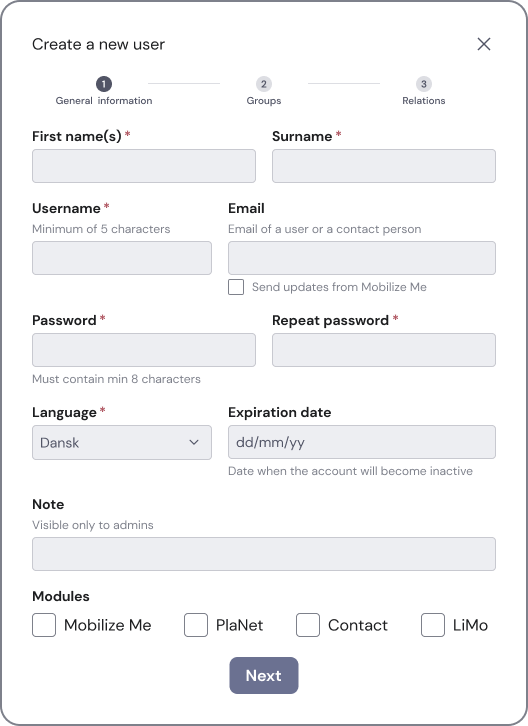 Create a new user
1 2 3
General information Groups Relations
First name(s) * Surname *
Username * Email
Minimum of 5 characters Email of a user or a contact person
Send updates from Mobilize Me
Password * Repeat password *
Must contain min 8 characters
Language * Expiration date
Dansk dd/mm/yy
Date when the account will become inactive
Note
Visible only to admins
Modules
Mobilize Me PlaNet Contact LiMo
Next